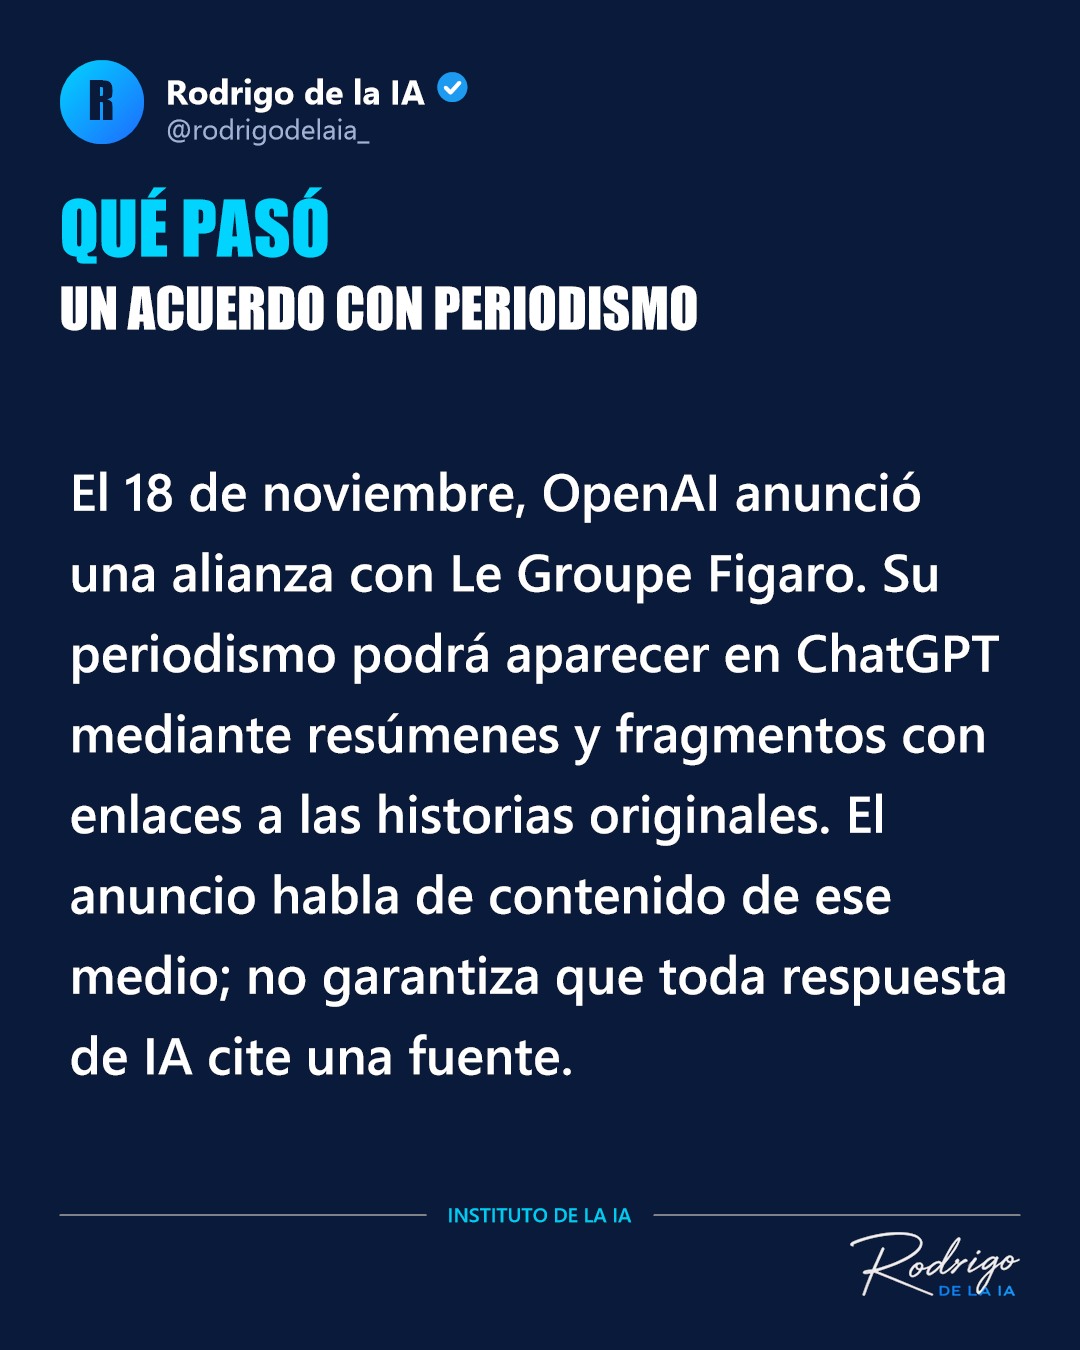 R
Rodrigo de la IA
@rodrigodelaia_
QUÉ PASÓ
UN ACUERDO CON PERIODISMO
El 18 de noviembre, OpenAI anunció
una alianza con Le Groupe Figaro. Su
periodismo podrá aparecer en ChatGPT
mediante resúmenes y fragmentos con
enlaces a las historias originales. El
anuncio habla de contenido de ese
medio; no garantiza que toda respuesta
de IA cite una fuente.
INSTITUTO DE LA IA
Rodrigo
DE LA IA